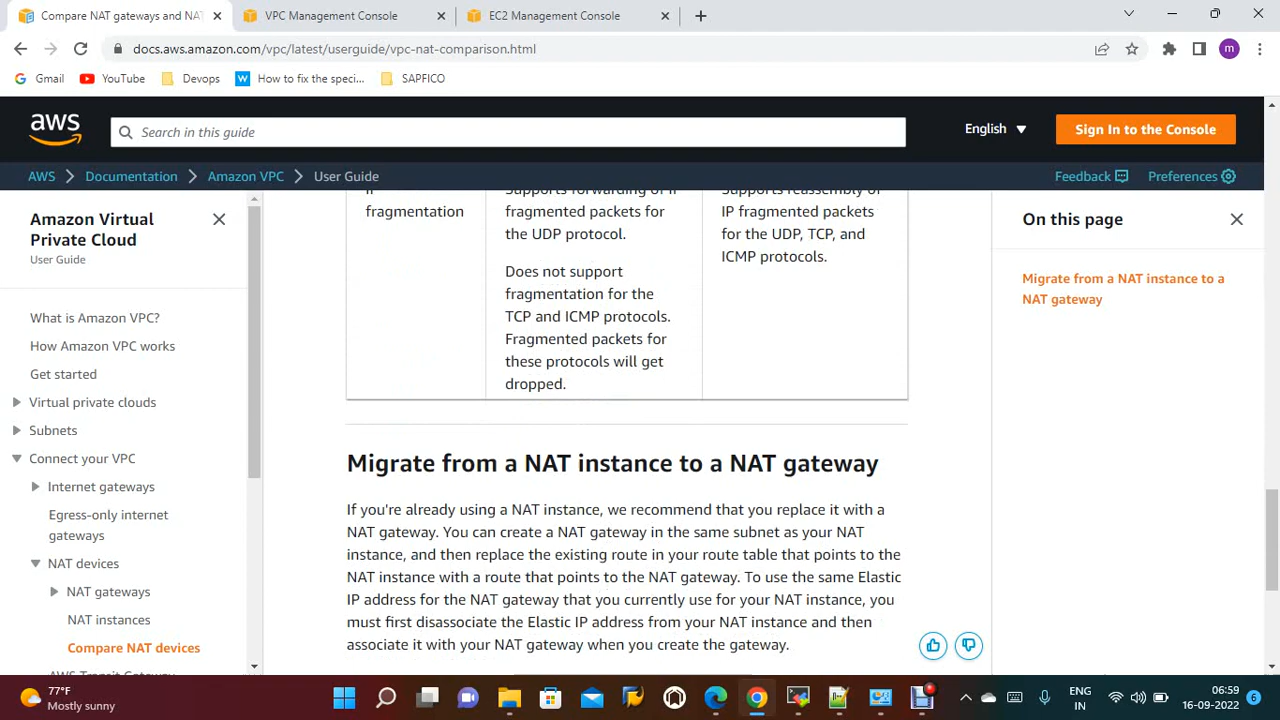 Compare NAT gateways and NAT
VPC Management Console
EC2 Management Console
docs.aws.amazon.com/vpc/latest/userguide/vpc-nat-comparison.html
m
Gmail
YouTube
Devops
W How to fix the speci...
SAPFICO
aws
Search in this guide
English
Sign In to the Console
AWS
Documentation
Amazon VPC
User Guide
Feedback
Preferences
Amazon Virtual
Private Cloud
User Guide
What is Amazon VPC?
How Amazon VPC works
Get started
Virtual private clouds
Subnets
Connect your VPC
Internet gateways
Egress-only internet
gateways
NAT devices
NAT gateways
NAT instances
Compare NAT devices
AWS Transit Gateway
IP
fragmentation
Supports forwarding of IP
fragmented packets for
the UDP protocol.
Does not support
fragmentation for the
TCP and ICMP protocols.
Fragmented packets for
these protocols will get
dropped.
Supports reassembly of
IP fragmented packets
for the UDP, TCP, and
ICMP protocols.
Migrate from a NAT instance to a NAT gateway
If you're already using a NAT instance, we recommend that you replace it with a
NAT gateway. You can create a NAT gateway in the same subnet as your NAT
instance, and then replace the existing route in your route table that points to the
NAT instance with a route that points to the NAT gateway. To use the same Elastic
IP address for the NAT gateway that you currently use for your NAT instance, you
must first disassociate the Elastic IP address from your NAT instance and then
associate it with your NAT gateway when you create the gateway.
On this page
Migrate from a NAT instance to a
NAT gateway
77°F
Mostly sunny
ENG
IN
06:59
16-09-2022
6